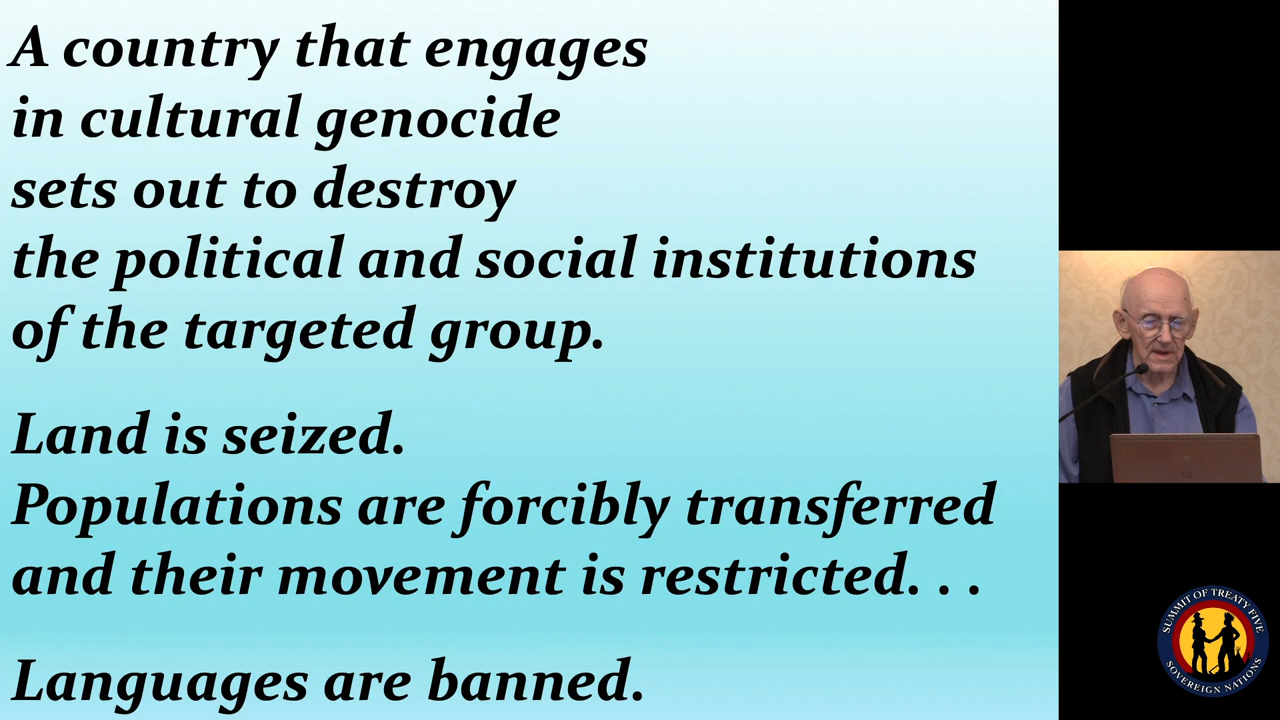 A country that engages
in cultural genocide
sets out to destroy
the political and social institutions
of the targeted group.
Land is seized.
Populations are forcibly transferred
and their movement is restricted. . .
Languages are banned.
SUMMIT OF TREATY FIVE
SOVEREIGN NATIONS